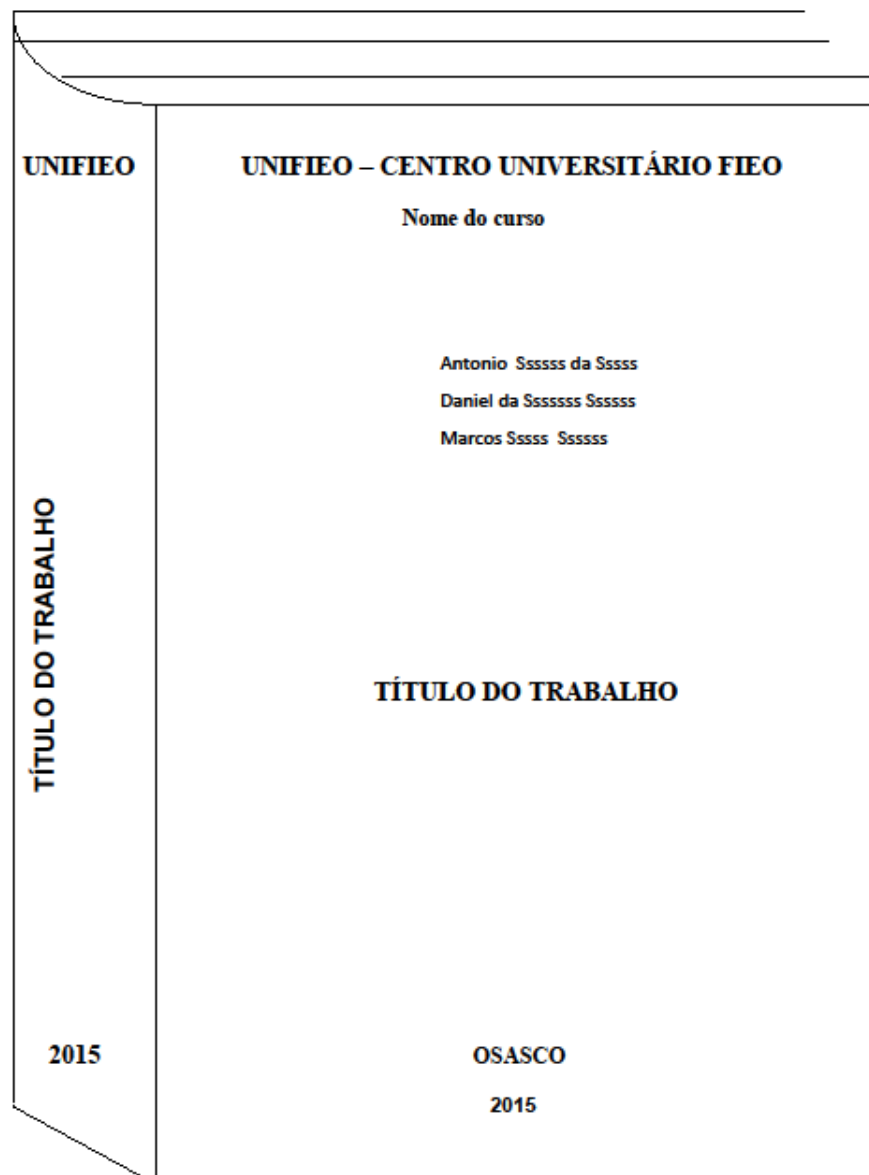 UNIFIEO
TÍTULO DO TRABALHO
2015
UNIFIEO – CENTRO UNIVERSITÁRIO FIEO
Nome do curso
Antonio Ssssss da Sssss
Daniel da Sssssss Ssssss
Marcos Sssss Ssssss
TÍTULO DO TRABALHO
OSASCO
2015